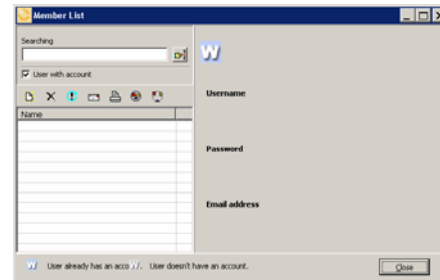 Member List
Searching
User with account
Name
W
Username
Password
Email address
W User already has an acco W. User doesn't have an account.
Close